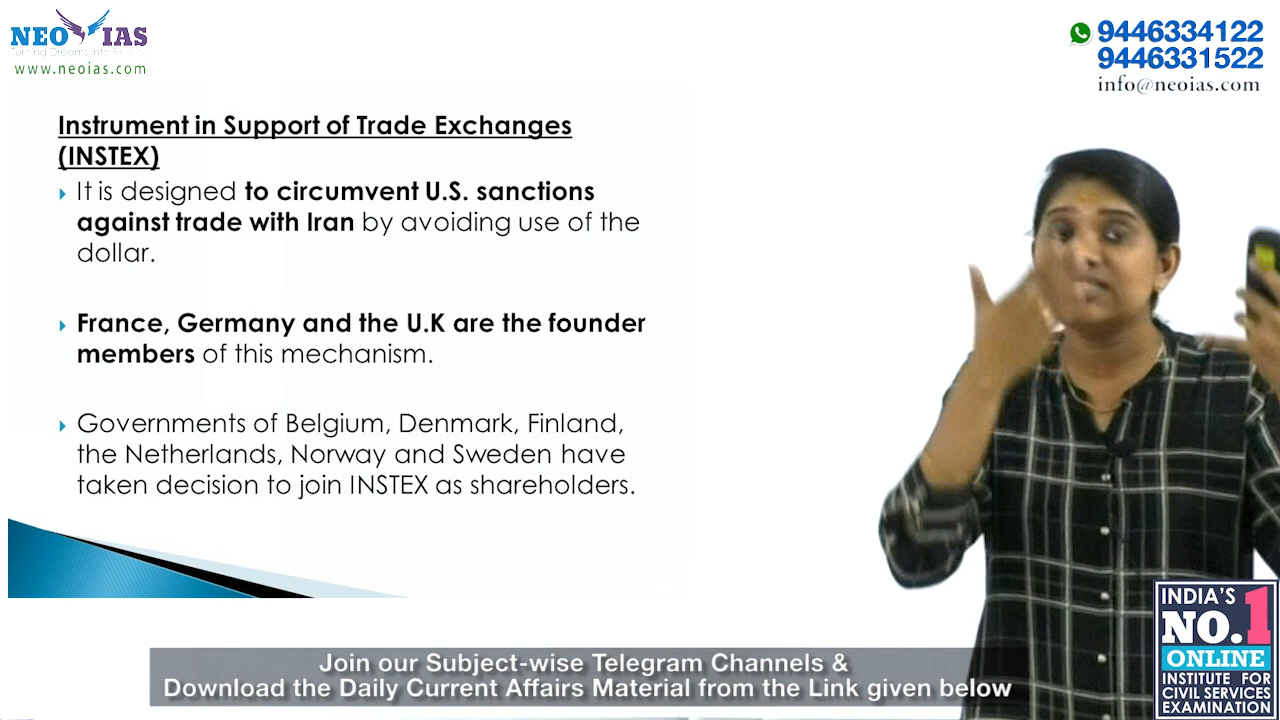 NEO IAS
Turning Dreams into Reality
www.neoias.com
9446334122
9446331522
info@neoias.com
Instrument in Support of Trade Exchanges
(INSTEX)
It is designed to circumvent U.S. sanctions
against trade with Iran by avoiding use of the
dollar.
France, Germany and the U.K are the founder
members of this mechanism.
Governments of Belgium, Denmark, Finland,
the Netherlands, Norway and Sweden have
taken decision to join INSTEX as shareholders.
INDIA'S
NO.1
ONLINE
INSTITUTE FOR
CIVIL SERVICES
EXAMINATION
Join our Subject-wise Telegram Channels &
Download the Daily Current Affairs Material from the Link given below